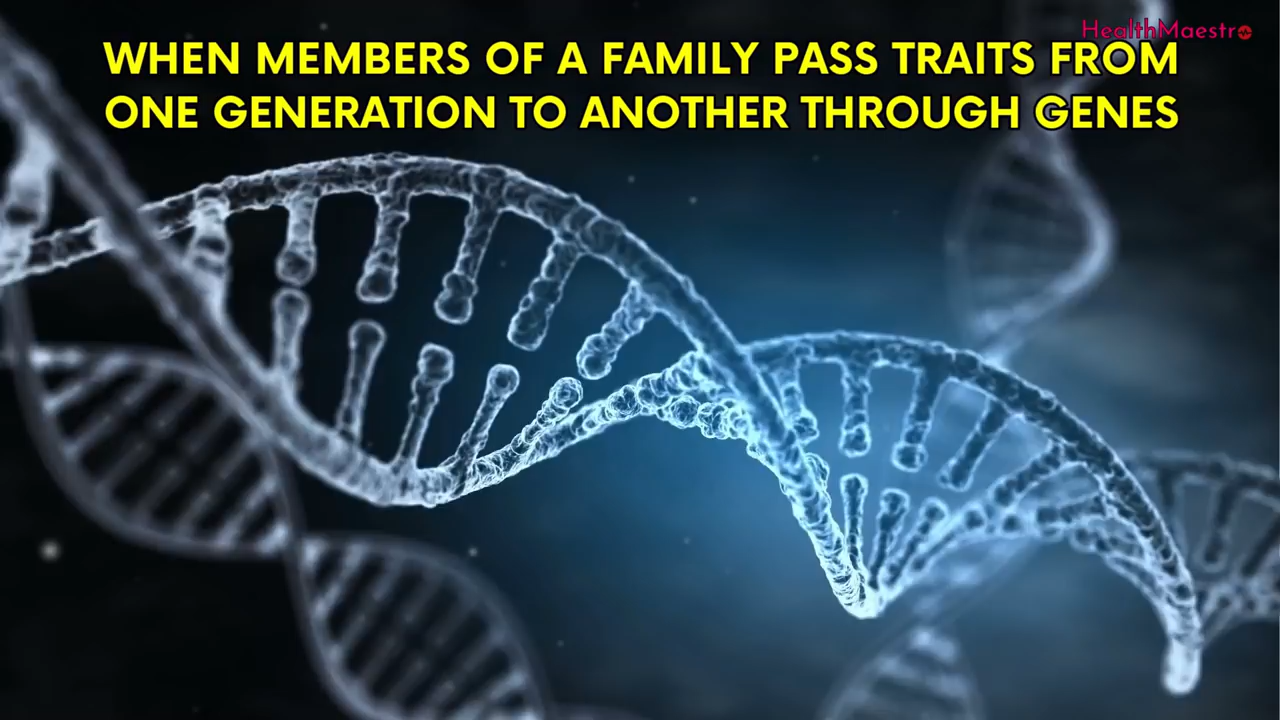 HealthMaestro
WHEN MEMBERS OF A FAMILY PASS TRAITS FROM
ONE GENERATION TO ANOTHER THROUGH GENES